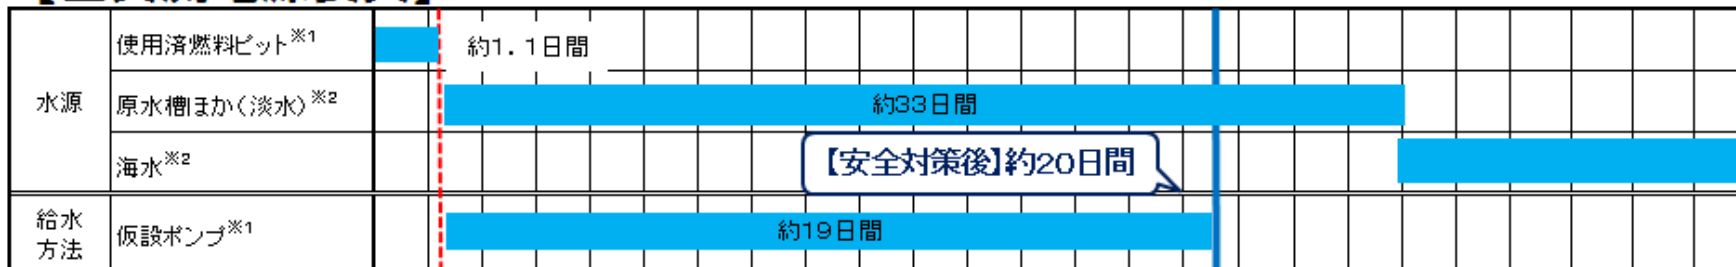 水源
使用済燃料ピット※1
約1.1日間
原水槽ほか(淡水)※2
約33日間
海水※2
【安全対策後】約20日間
給水
方法
仮設ポンプ※1
約19日間